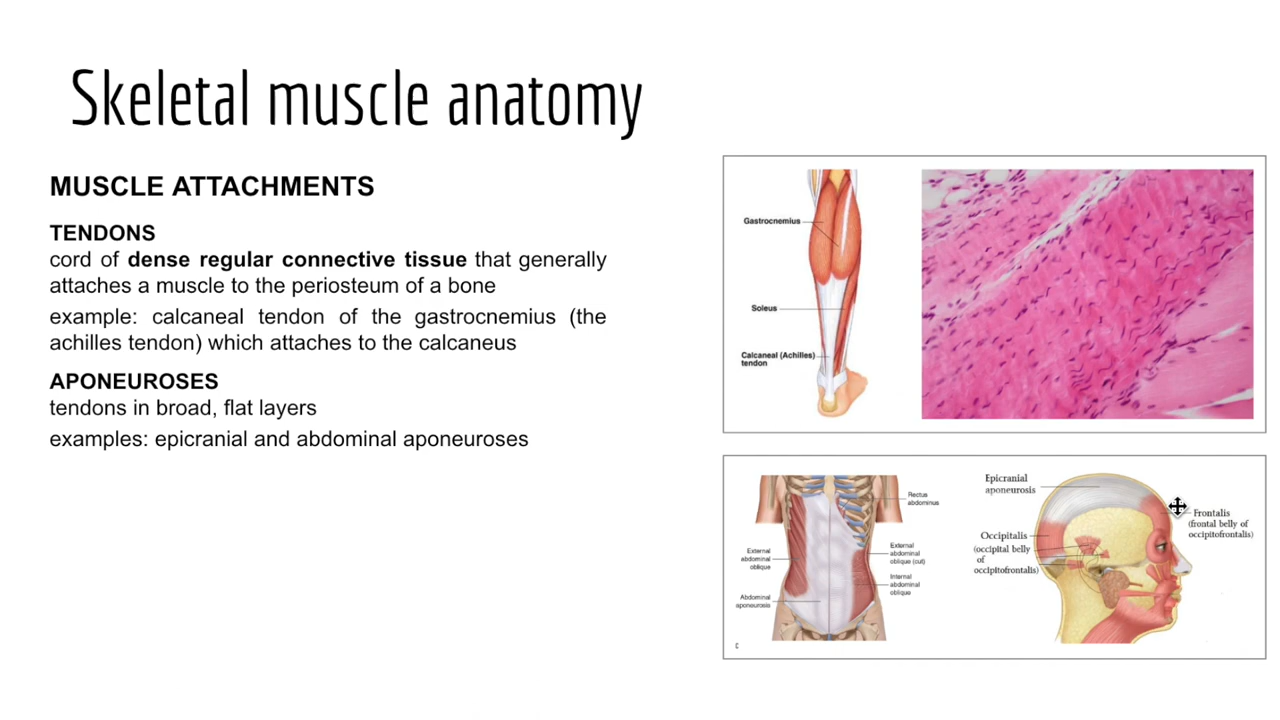 Skeletal muscle anatomy
MUSCLE ATTACHMENTS
TENDONS
cord of dense regular connective tissue that generally
attaches a muscle to the periosteum of a bone
example: calcaneal tendon of the gastrocnemius (the
achilles tendon) which attaches to the calcaneus
APONEUROSES
tendons in broad, flat layers
examples: epicranial and abdominal aponeuroses
Gastrocnemius
Soleus
Calcaneal (Achilles)
tendon
Rectus
abdominus
External
abdominal
oblique
External
abdominal
oblique (cut)
Internal
abdominal
oblique
Abdominal
aponeurosis
C
Epicranial
aponeurosis
Frontalis
(frontal belly of
occipitofrontalis)
Occipitalis
(occipital belly
of
occipitofrontalis)